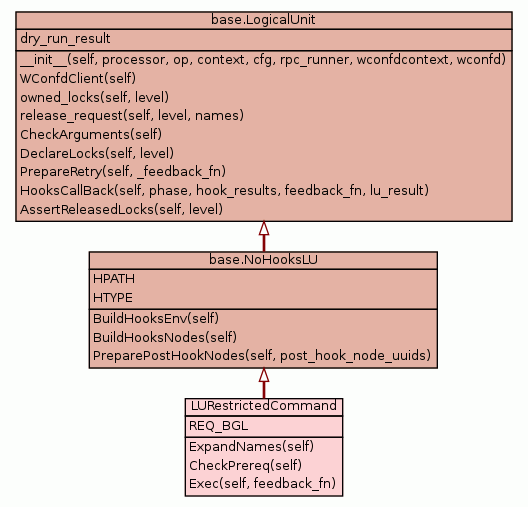 base.LogicalUnit
dry_run_result
__init__(self, processor, op, context, cfg, rpc_runner, wconfdcontext, wconfd)
WConfdClient(self)
owned_locks(self, level)
release_request(self, level, names)
CheckArguments(self)
DeclareLocks(self, level)
PrepareRetry(self, _feedback_fn)
HooksCallBack(self, phase, hook_results, feedback_fn, lu_result)
AssertReleasedLocks(self, level)
base.NoHooksLU
HPATH
HTYPE
BuildHooksEnv(self)
BuildHooksNodes(self)
PreparePostHookNodes(self, post_hook_node_uuids)
LURestrictedCommand
REQ_BGL
ExpandNames(self)
CheckPrereq(self)
Exec(self, feedback_fn)